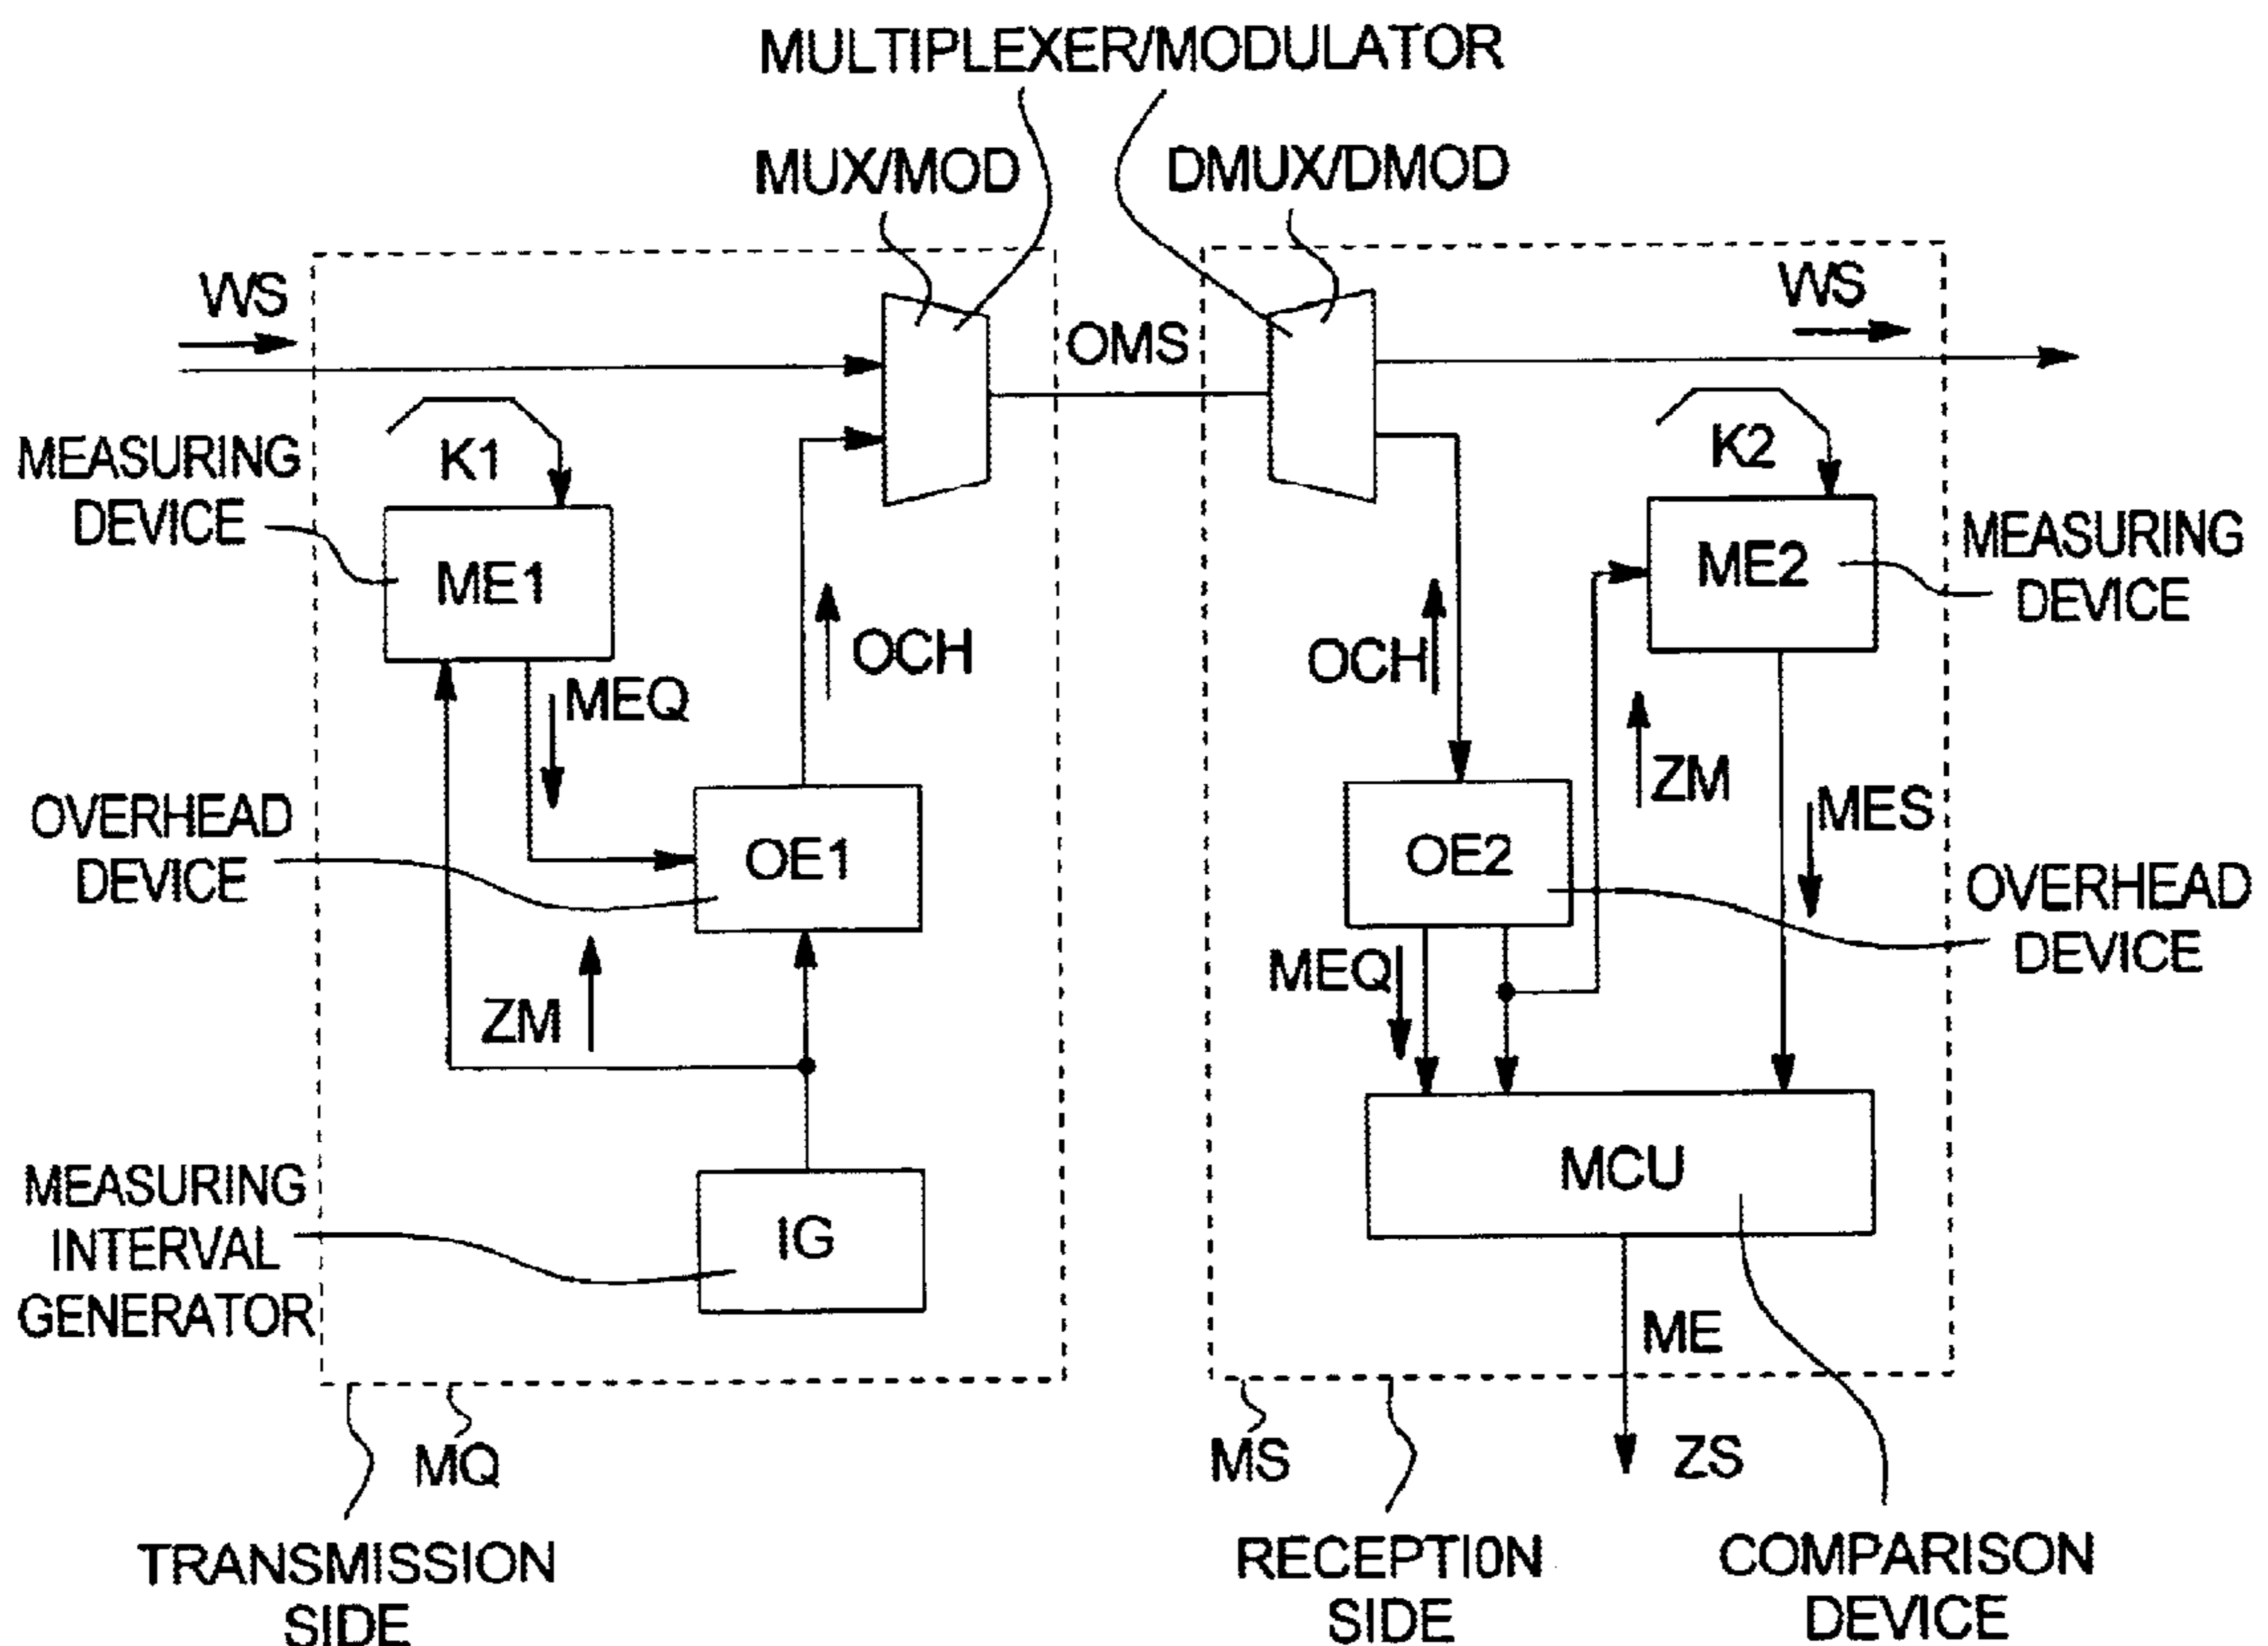 MULTIPLEXER/MODULATOR
MUX/MOD
DMUX/DMOD
WS
WS
OMS
K1
K2
MEASURING
DEVICE
ME1
ME2
MEASURING
DEVICE
OCH
OCH
MEQ
ZM
MES
OVERHEAD
DEVICE
OE1
OE2
OVERHEAD
DEVICE
MEQ
ZM
MEASURING
INTERVAL
GENERATOR
IG
MCU
ME
MQ
MS
ZS
TRANSMISSION
SIDE
RECEPTION
SIDE
COMPARISON
DEVICE